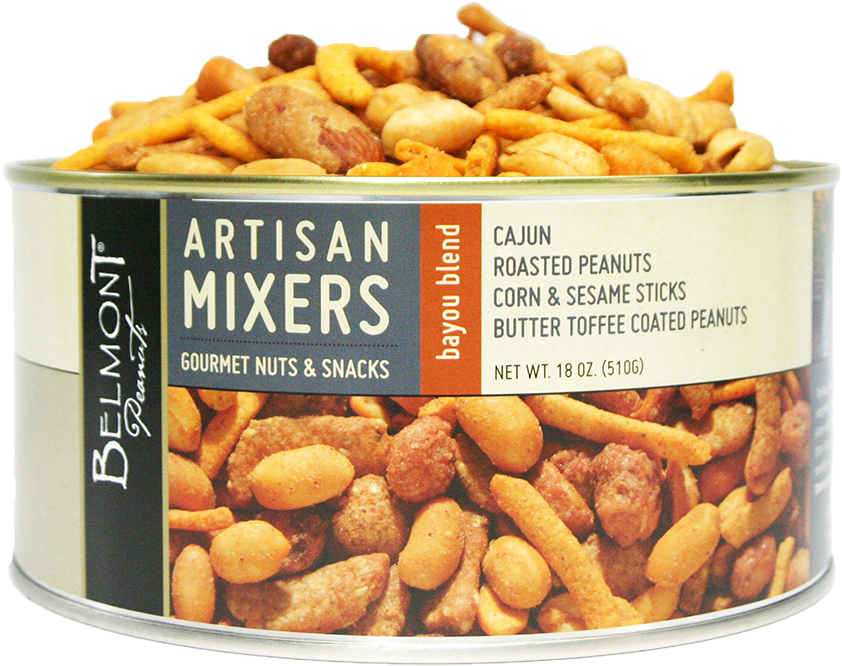 BELMONT®
Peanuts
ARTISAN
MIXERS
GOURMET NUTS & SNACKS
bayou blend
CAJUN
ROASTED PEANUTS
CORN & SESAME STICKS
BUTTER TOFFEE COATED PEANUTS
NET WT. 18 OZ. (510G)